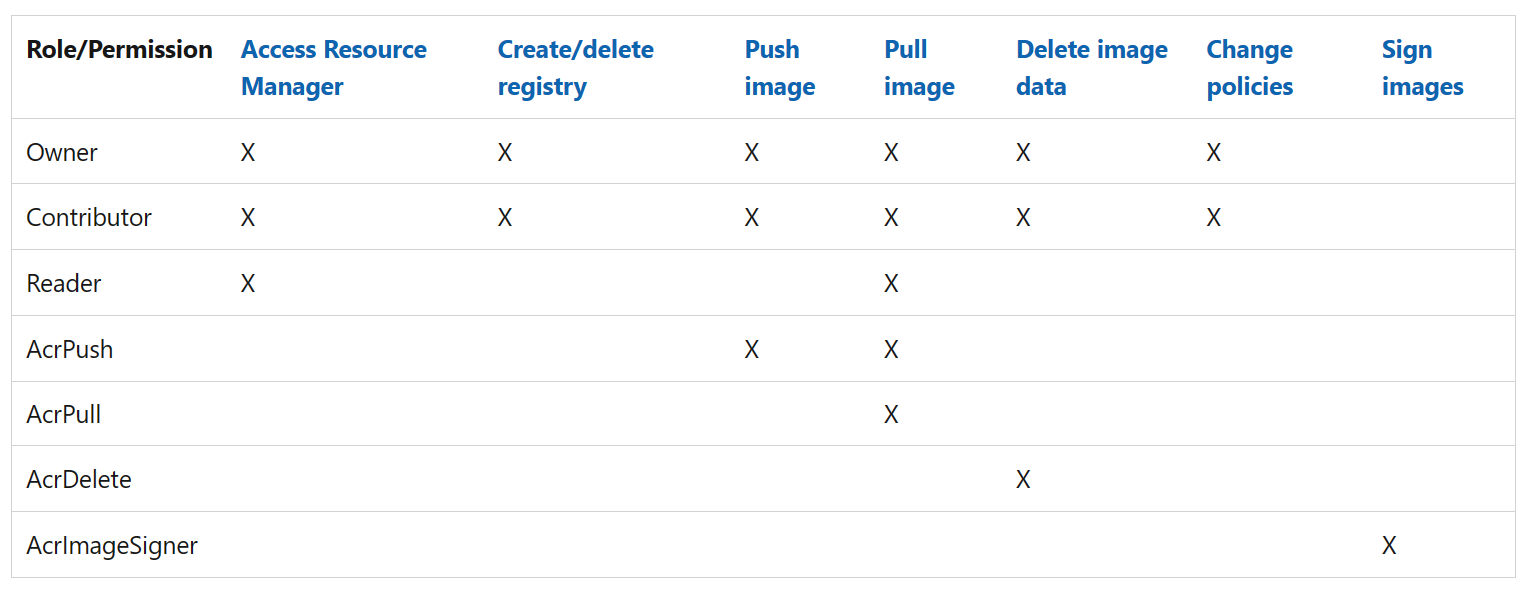 Role/Permission Access Resource Manager Create/delete registry Push image Pull image Delete image data Change policies Sign images
Owner X X X X X X
Contributor X X X X X X
Reader X X
AcrPush X X
AcrPull X
AcrDelete X
AcrImageSigner X